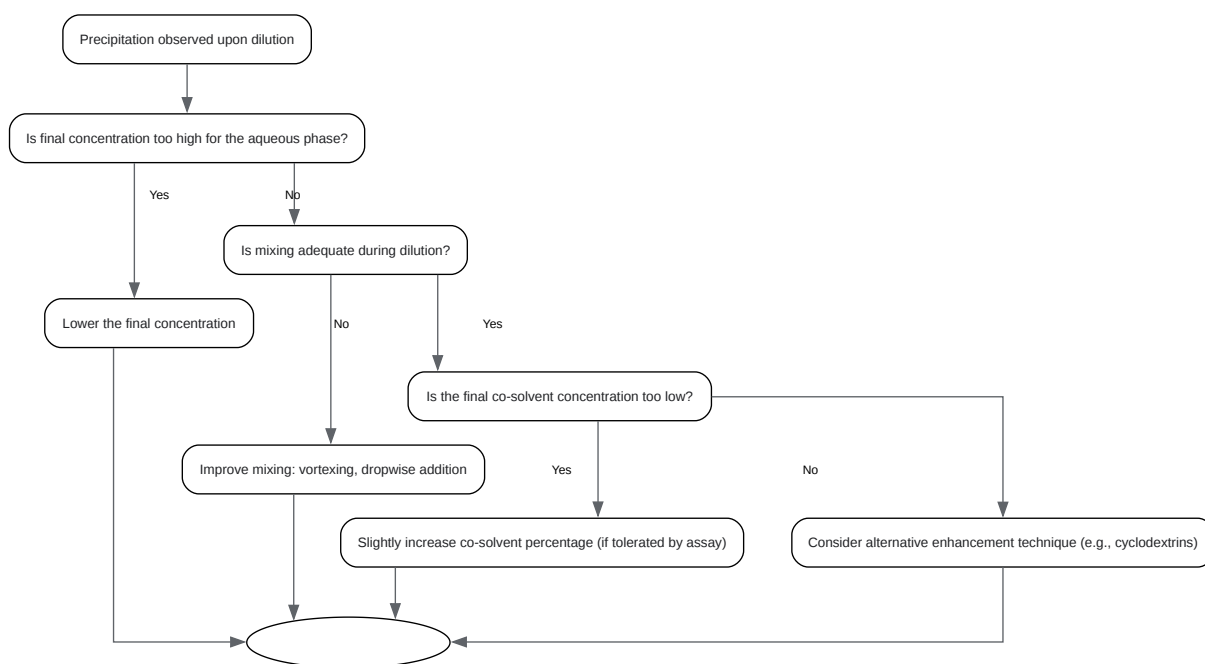 Precipitation observed upon dilution
Is final concentration too high for the aqueous phase?
Yes
No
Is mixing adequate during dilution?
Lower the final concentration
No
Yes
Is the final co-solvent concentration too low?
Improve mixing: vortexing, dropwise addition
Yes
No
Slightly increase co-solvent percentage (if tolerated by assay)
Consider alternative enhancement technique (e.g., cyclodextrins)